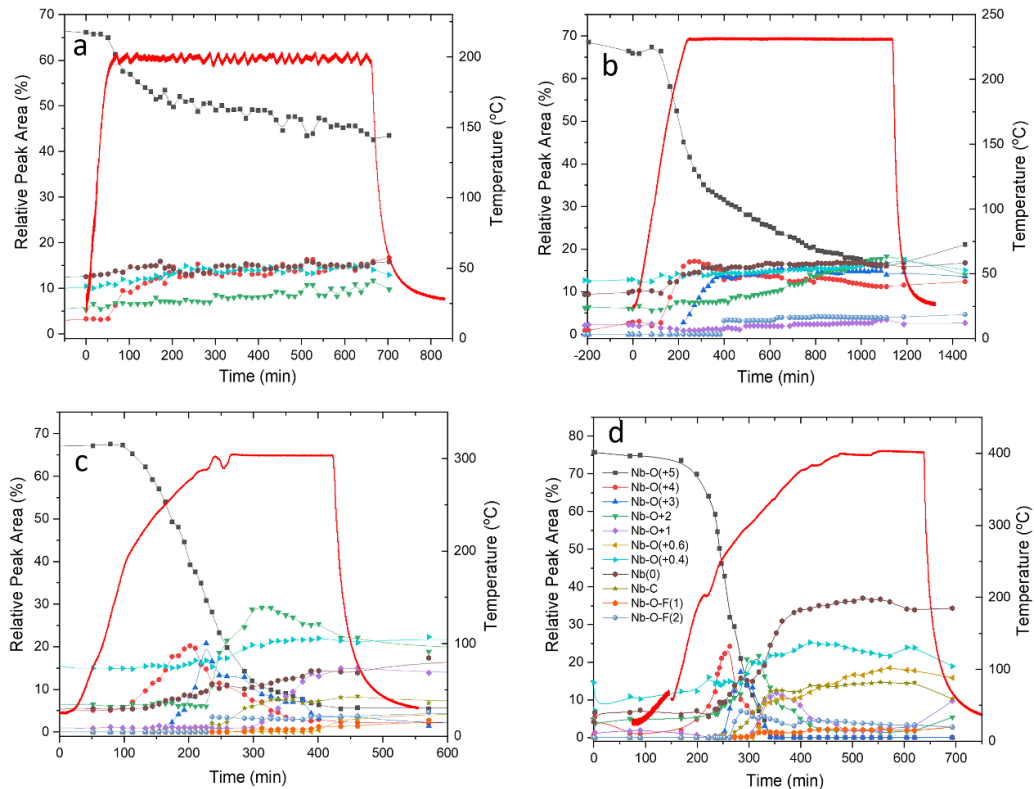 a
Relative Peak Area (%)
70
60
50
40
30
20
10
0
0 100 200 300 400 500 600 700 800
Time (min)
200
150
100
50
0
Temperature (°C)
b
Relative Peak Area (%)
70
60
50
40
30
20
10
0
-200 0 200 400 600 800 1000 1200 1400
Time (min)
250
200
150
100
50
0
Temperature (°C)
c
Relative Peak Area (%)
70
60
50
40
30
20
10
0
0 100 200 300 400 500 600
Time (min)
300
200
100
0
Temperature (°C)
d
Relative Peak Area (%)
80
70
60
50
40
30
20
10
0
Nb-O(+5)
Nb-O(+4)
Nb-O(+3)
Nb-O+2
Nb-O+1
Nb-O(+0.6)
Nb-O(+0.4)
Nb(0)
Nb-C
Nb-O-F(1)
Nb-O-F(2)
0 100 200 300 400 500 600 700
Time (min)
400
300
200
100
0
Temperature (°C)